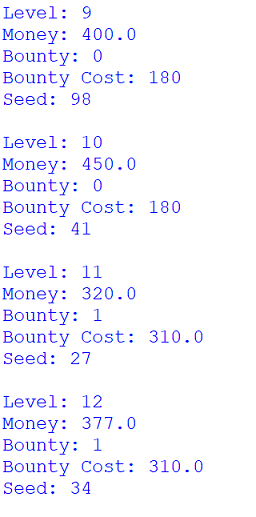 Level: 9
Money: 400.0
Bounty: 0
Bounty Cost: 180
Seed: 98
Level: 10
Money: 450.0
Bounty: 0
Bounty Cost: 180
Seed: 41
Level: 11
Money: 320.0
Bounty: 1
Bounty Cost: 310.0
Seed: 27
Level: 12
Money: 377.0
Bounty: 1
Bounty Cost: 310.0
Seed: 34